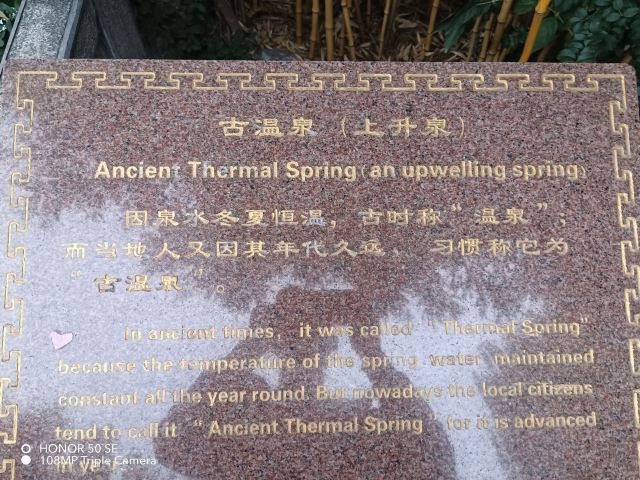 古温泉（上升泉）
Ancient Thermal Spring(an upwelling spring)
因泉水冬夏恒温，古时称“温泉”；
而当地人又因其年代久远，习惯称它为
“古温泉”。
In ancient times, it was called "Thermal Spring"
because the temperature of the spring water maintained
constant all the year round. But nowadays the local citizens
tend to call it "Ancient Thermal Spring for it is advanced
in
HONOR 50 SE
108MP Triple Camera